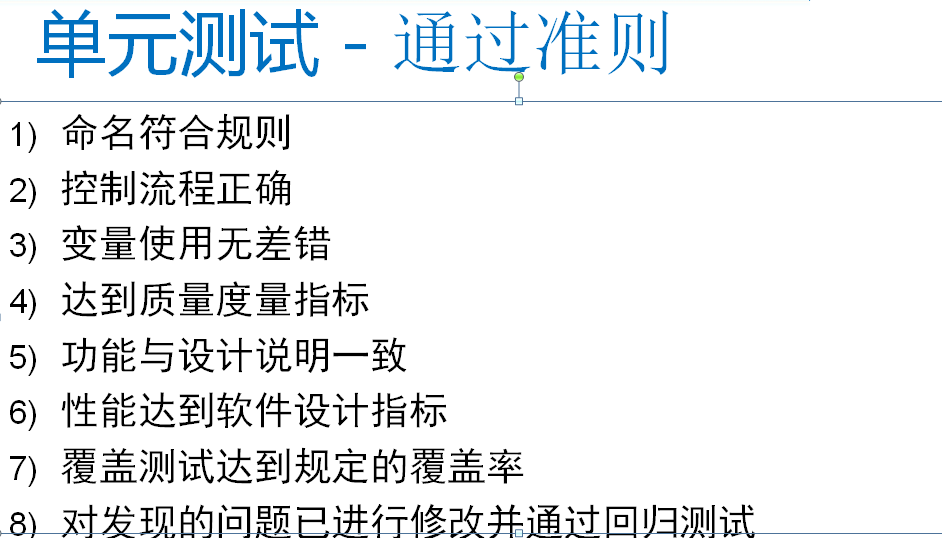 单元测试 - 通过准则
1) 命名符合规则
2) 控制流程正确
3) 变量使用无差错
4) 达到质量度量指标
5) 功能与设计说明一致
6) 性能达到软件设计指标
7) 覆盖测试达到规定的覆盖率
8) 对发现的问题已进行修改并通过回归测试